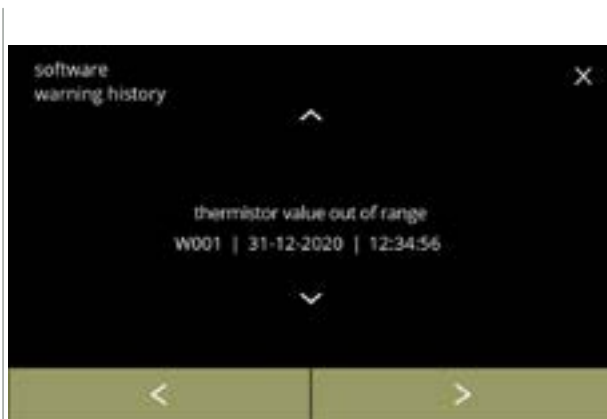 software
warning history
thermistor value out of range
W001 | 31-12-2020 | 12:34:56